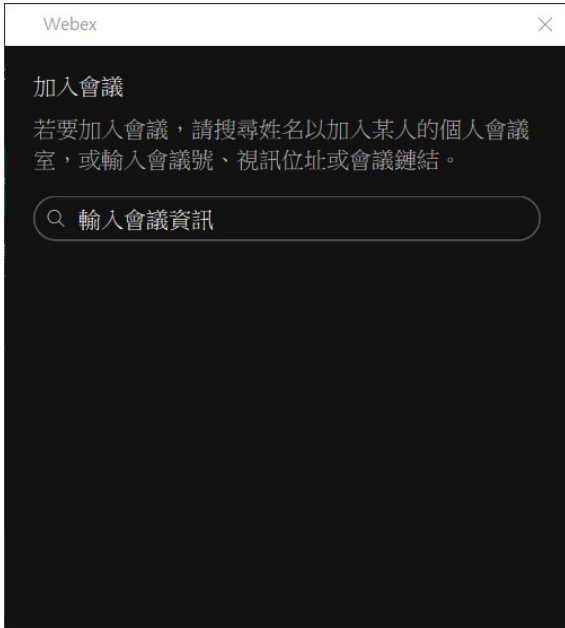 Webex
加入會議
若要加入會議，請搜尋姓名以加入某人的個人會議
室，或輸入會議號、視訊位址或會議鏈結。
輸入會議資訊